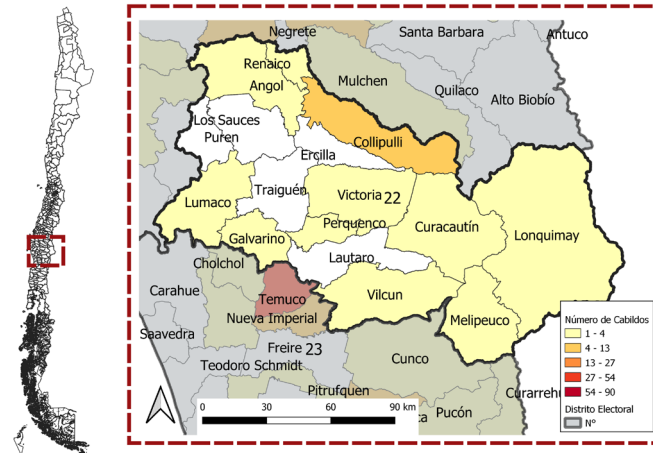 Negrete
Santa Barbara
Antuco
Renaico
Angol
Mulchen
Quilaco
Alto Biobío
Los Sauces
Puren
Collipulli
Ercilla
Traiguén
Victoria 22
Lumaco
Perquenco
Curacautín
Lonquimay
Galvarino
Lautaro
Cholchol
Carahue
Temuco
Vilcun
Nueva Imperial
Melipeuco
Saavedra
Freire 23
Teodoro Schmidt
Cunco
Pitrufquen
Pucón
Curarrehu
0 30 60 90 km
Número de Cabildos
1 - 4
4 - 13
13 - 27
27 - 54
54 - 90
Distrito Electoral
Nº